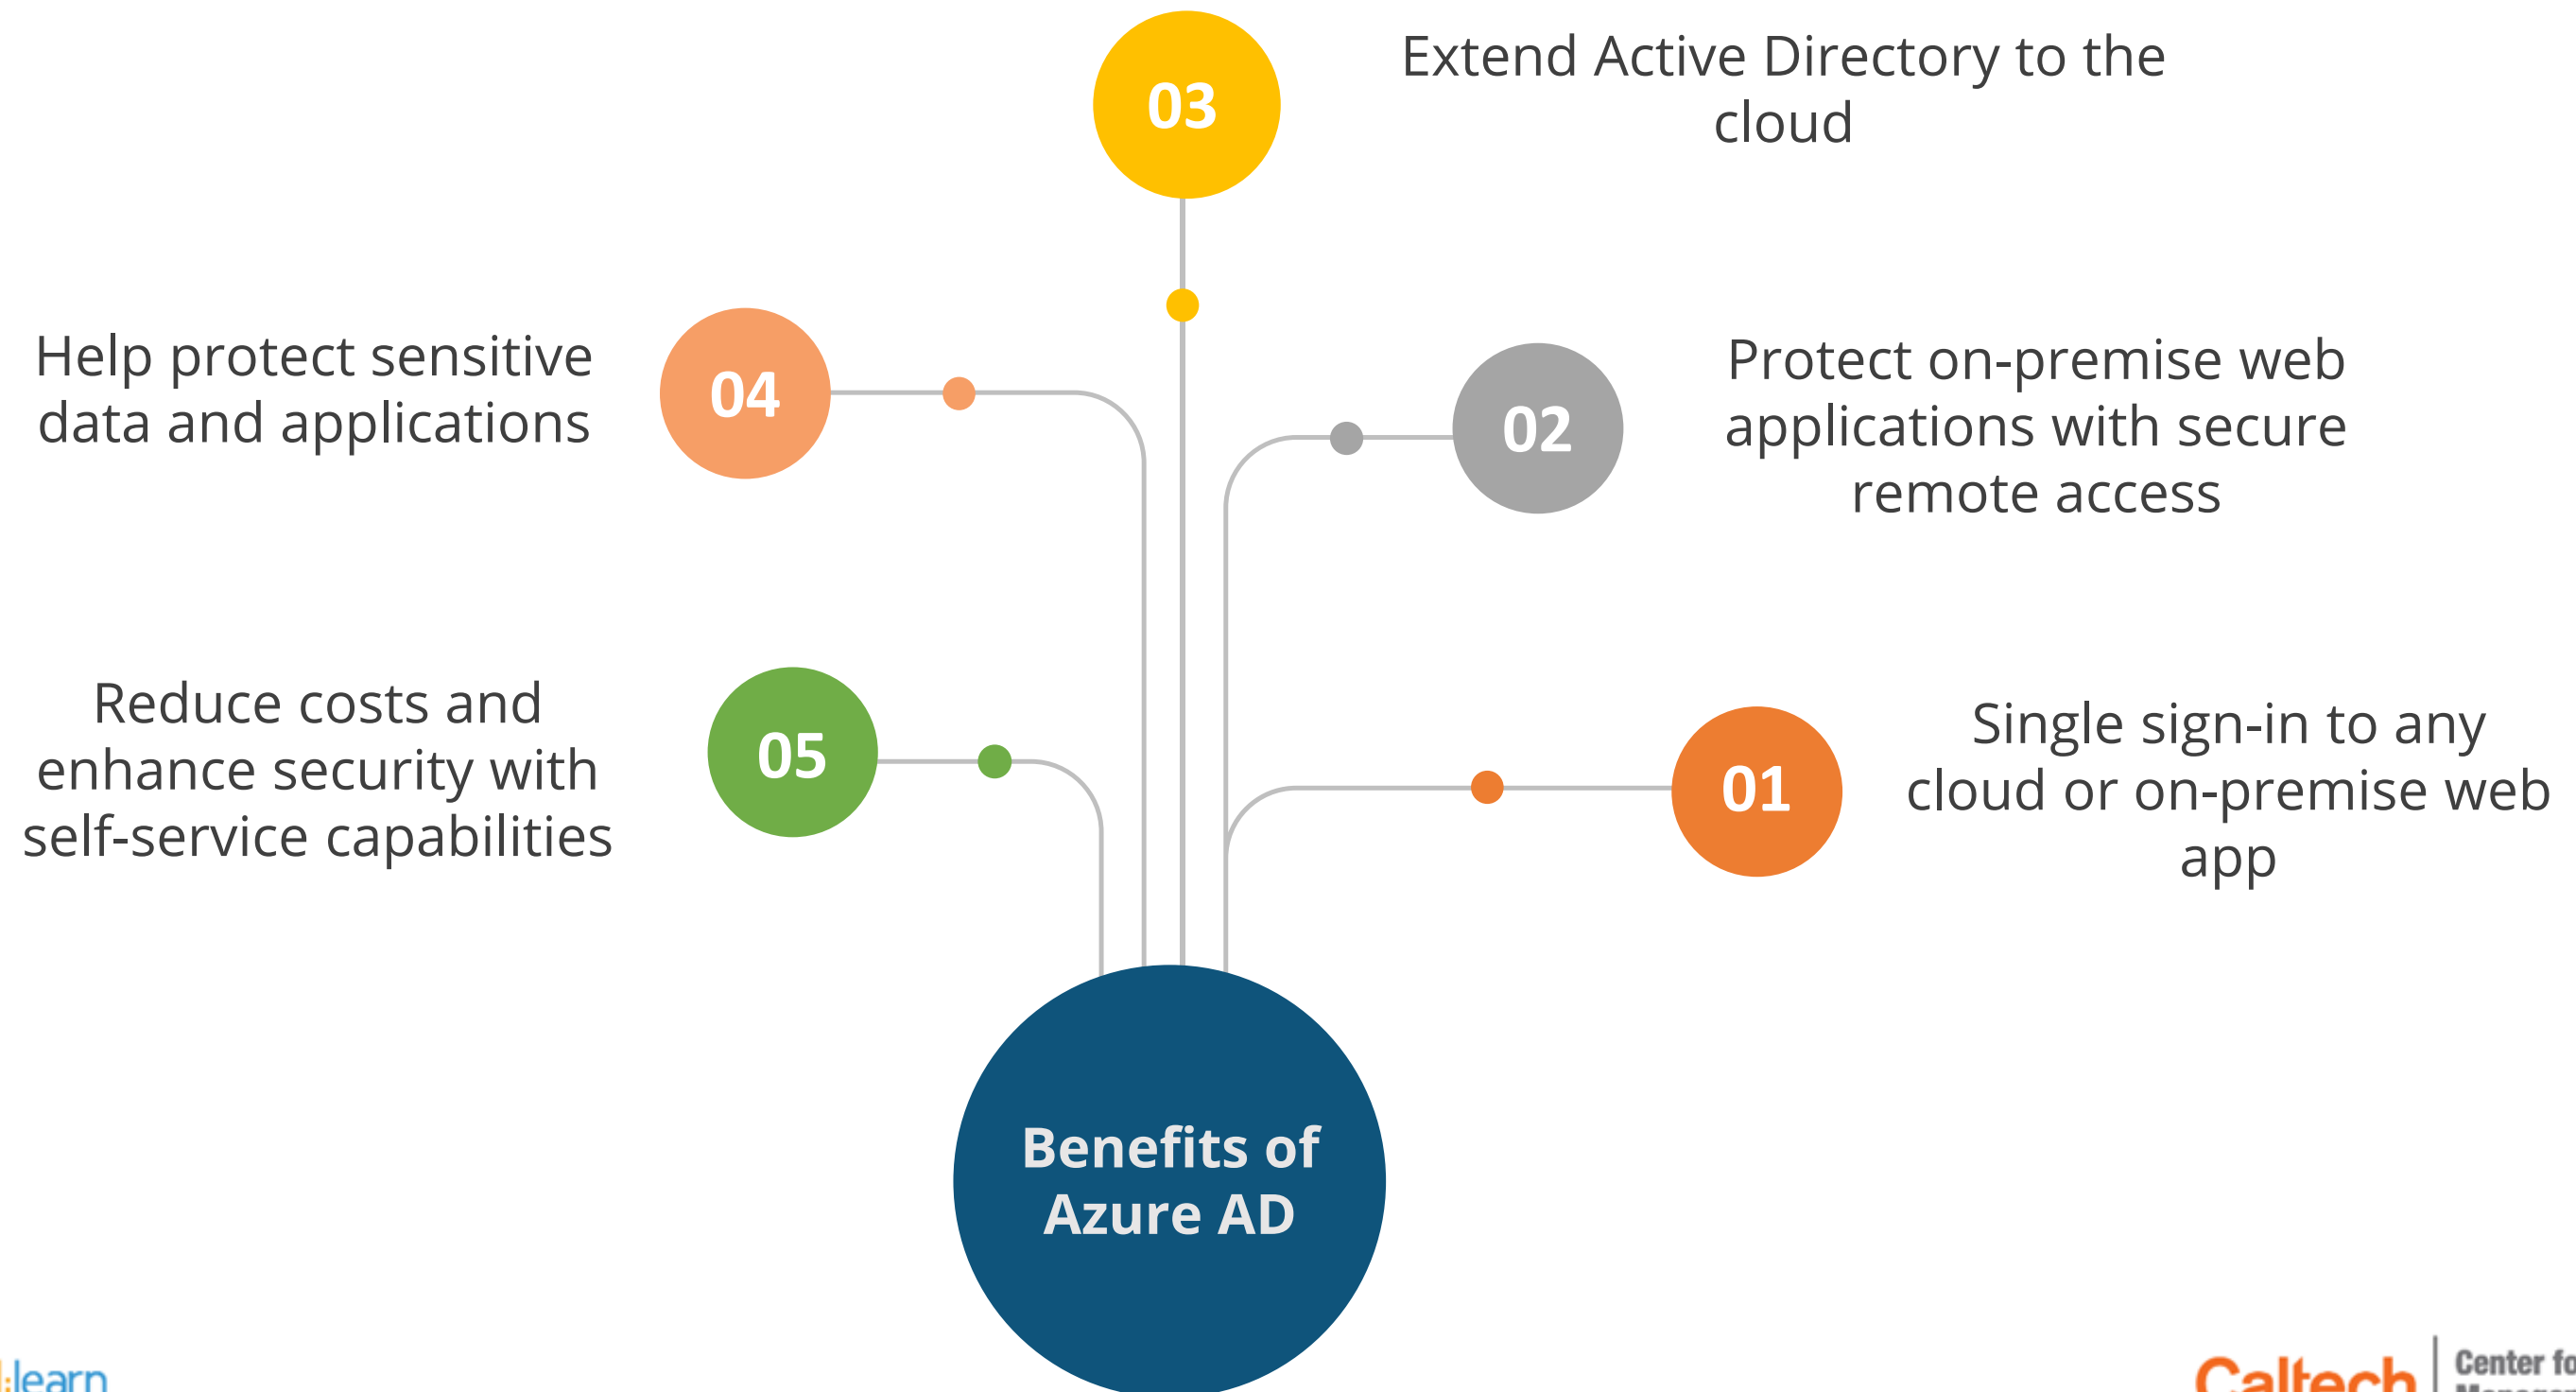 03
Extend Active Directory to the
cloud
04
Help protect sensitive
data and applications
02
Protect on-premise web
applications with secure
remote access
05
Reduce costs and
enhance security with
self-service capabilities
01
Single sign-in to any
cloud or on-premise web
app
Benefits of
Azure AD
learn
Caltech
Center